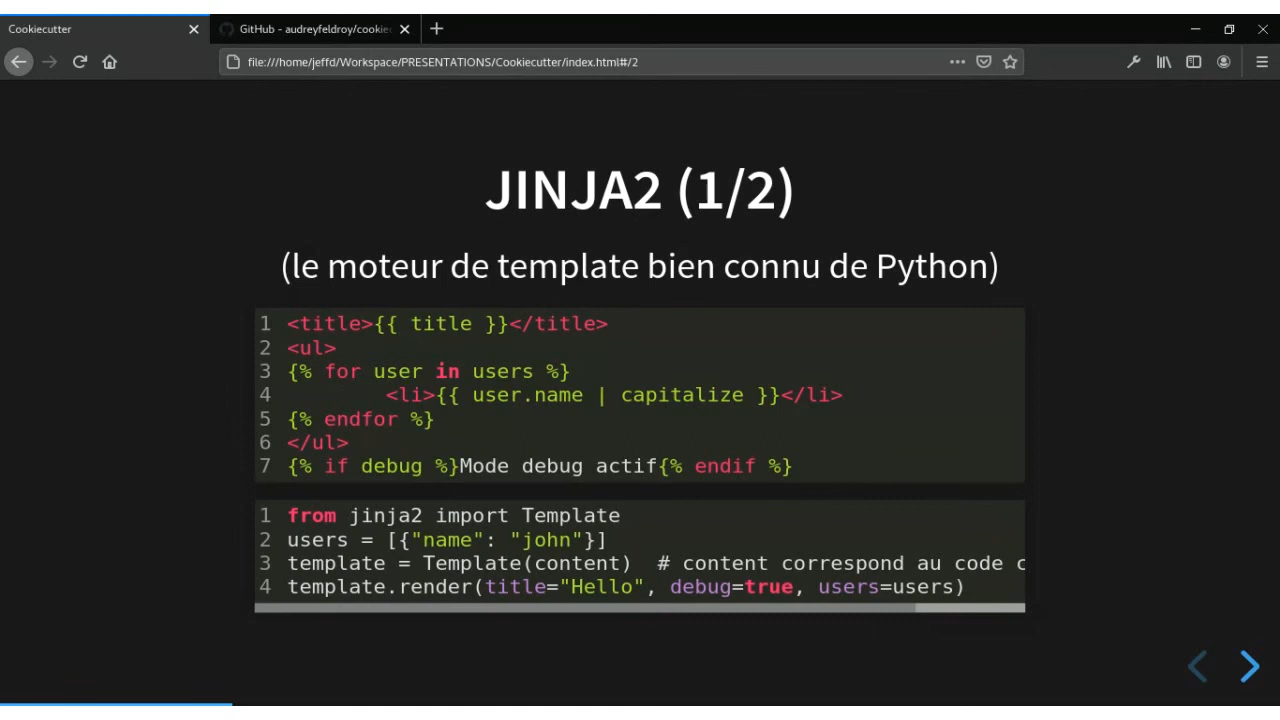 Cookiecutter
GitHub - audreyfeldroy/cookie
file:///home/jeffd/Workspace/PRESENTATIONS/Cookiecutter/index.html#/2
JINJA2 (1/2)
(le moteur de template bien connu de Python)
1 <title>{{ title }}</title>
2 <ul>
3 {% for user in users %}
4         <li>{{ user.name | capitalize }}</li>
5 {% endfor %}
6 </ul>
7 {% if debug %}Mode debug actif{% endif %}
1 from jinja2 import Template
2 users = [{"name": "john"}]
3 template = Template(content)  # content correspond au code c
4 template.render(title="Hello", debug=true, users=users)